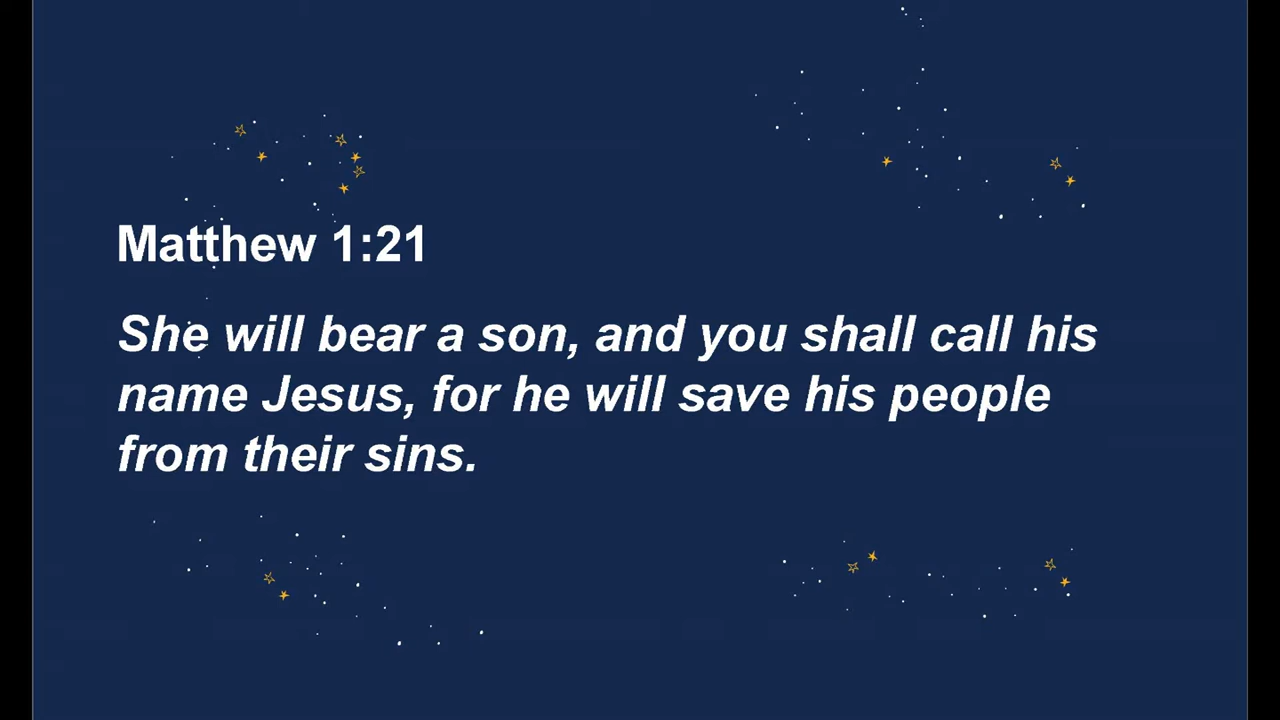 Matthew 1:21
She will bear a son, and you shall call his
name Jesus, for he will save his people
from their sins.